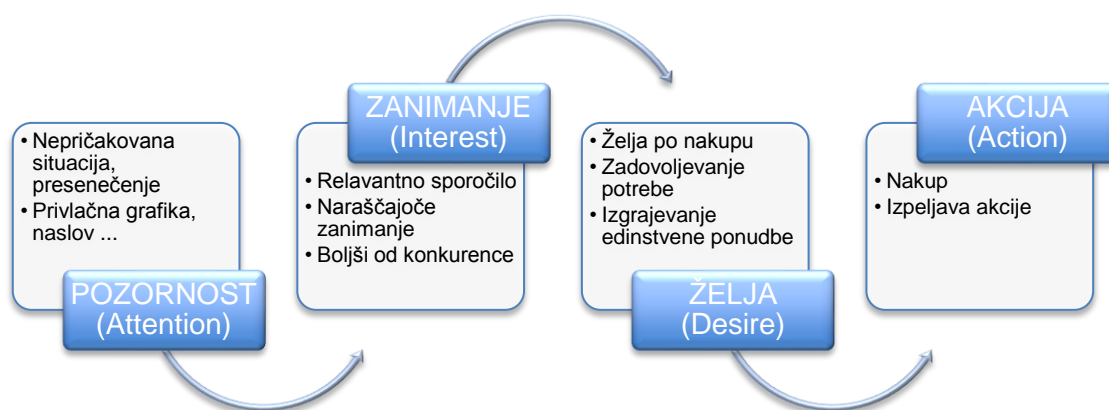 • Nepričakovana
situacija,
presenečenje
• Privlačna grafika,
naslov ...
POZORNOST
(Attention)
ZANIMANJE
(Interest)
• Relavantno sporočilo
• Naraščajoče
zanimanje
• Boljši od konkurence
• Želja po nakupu
• Zadovoljevanje
potrebe
• Izgrajevanje
edinstvene ponudbe
ŽELJA
(Desire)
AKCIJA
(Action)
• Nakup
• Izpeljava akcije